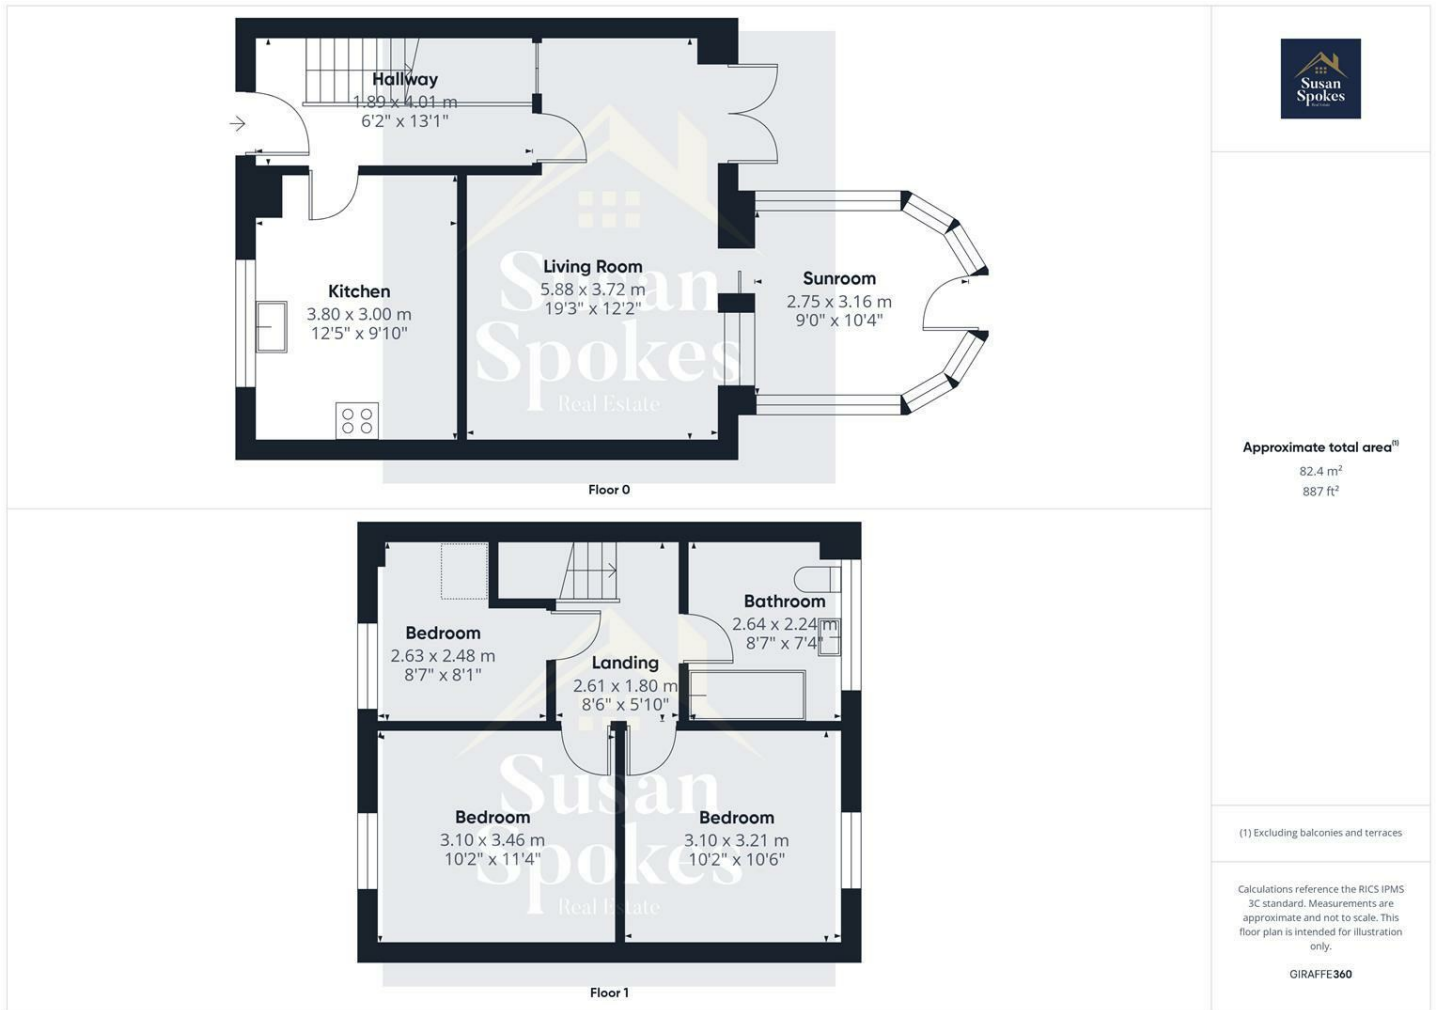 Hallway
1.89 x 4.01 m
6'2" x 13'1"
Kitchen
3.80 x 3.00 m
12'5" x 9'10"
Living Room
5.88 x 3.72 m
19'3" x 12'2"
Sunroom
2.75 x 3.16 m
9'0" x 10'4"
Susan
Spokes
Real Estate
Floor 0
Bedroom
2.63 x 2.48 m
8'7" x 8'1"
Landing
2.61 x 1.80 m
8'6" x 5'10"
Bathroom
2.64 x 2.24 m
8'7" x 7'4"
Bedroom
3.10 x 3.46 m
10'2" x 11'4"
Bedroom
3.10 x 3.21 m
10'2" x 10'6"
Susan
Spokes
Real Estate
Floor 1
Susan
Spokes
Real Estate
Approximate total area(1)
82.4 m²
887 ft²
(1) Excluding balconies and terraces
Calculations reference the RICS IPMS
3C standard. Measurements are
approximate and not to scale. This
floor plan is intended for illustration
only.
GIRAFFE360